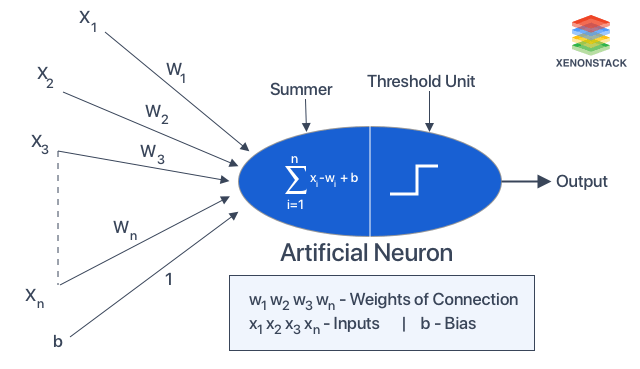 X1
XENONSTACK
W1
X2
Summer
Threshold Unit
W2
X3
W3
n
∑ xi-wi + b
i=1
Output
Wn
Artificial Neuron
1
Xn
w1 w2 w3 wn - Weights of Connection
x1 x2 x3 xn - Inputs | b - Bias
b